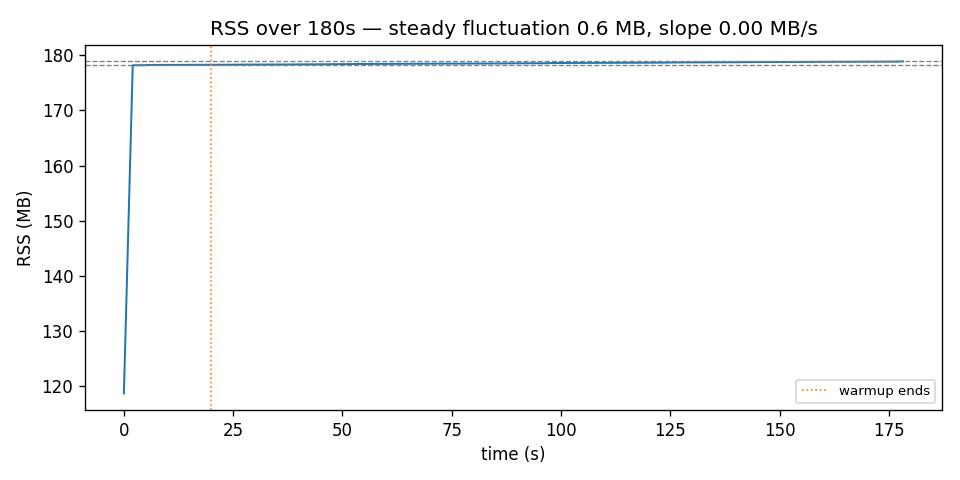 RSS over 180s — steady fluctuation 0.6 MB, slope 0.00 MB/s
180
170
160
150
140
130
120
RSS (MB)
warmup ends
0 25 50 75 100 125 150 175
time (s)